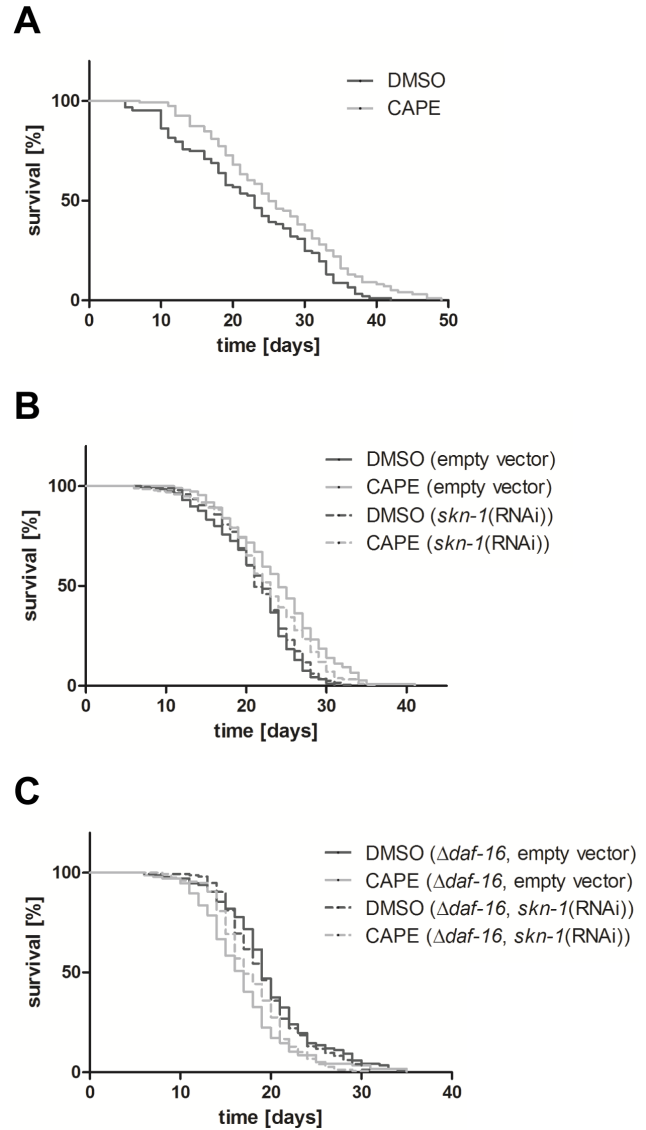 A
DMSO
CAPE
100
50
0
survival [%]
0 10 20 30 40 50
time [days]
B
DMSO (empty vector)
CAPE (empty vector)
DMSO (skn-1(RNAi))
CAPE (skn-1(RNAi))
100
50
0
survival [%]
0 10 20 30 40
time [days]
C
DMSO (Δdaf-16, empty vector)
CAPE (Δdaf-16, empty vector)
DMSO (Δdaf-16, skn-1(RNAi))
CAPE (Δdaf-16, skn-1(RNAi))
100
50
0
survival [%]
0 10 20 30 40
time [days]